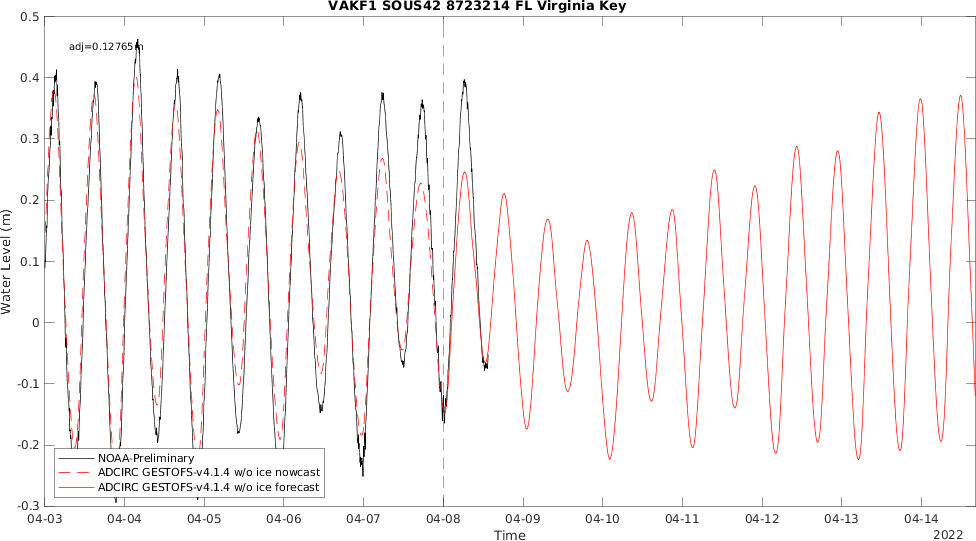 VAKF1 SOUS42 8723214 FL Virginia Key
adj=0.12765m
Water Level (m)
0.5
0.4
0.3
0.2
0.1
0
-0.1
-0.2
-0.3
NOAA-Preliminary
ADCIRC GESTOFS-v4.1.4 w/o ice nowcast
ADCIRC GESTOFS-v4.1.4 w/o ice forecast
04-03 04-04 04-05 04-06 04-07 04-08 04-09 04-10 04-11 04-12 04-13 04-14
Time
2022